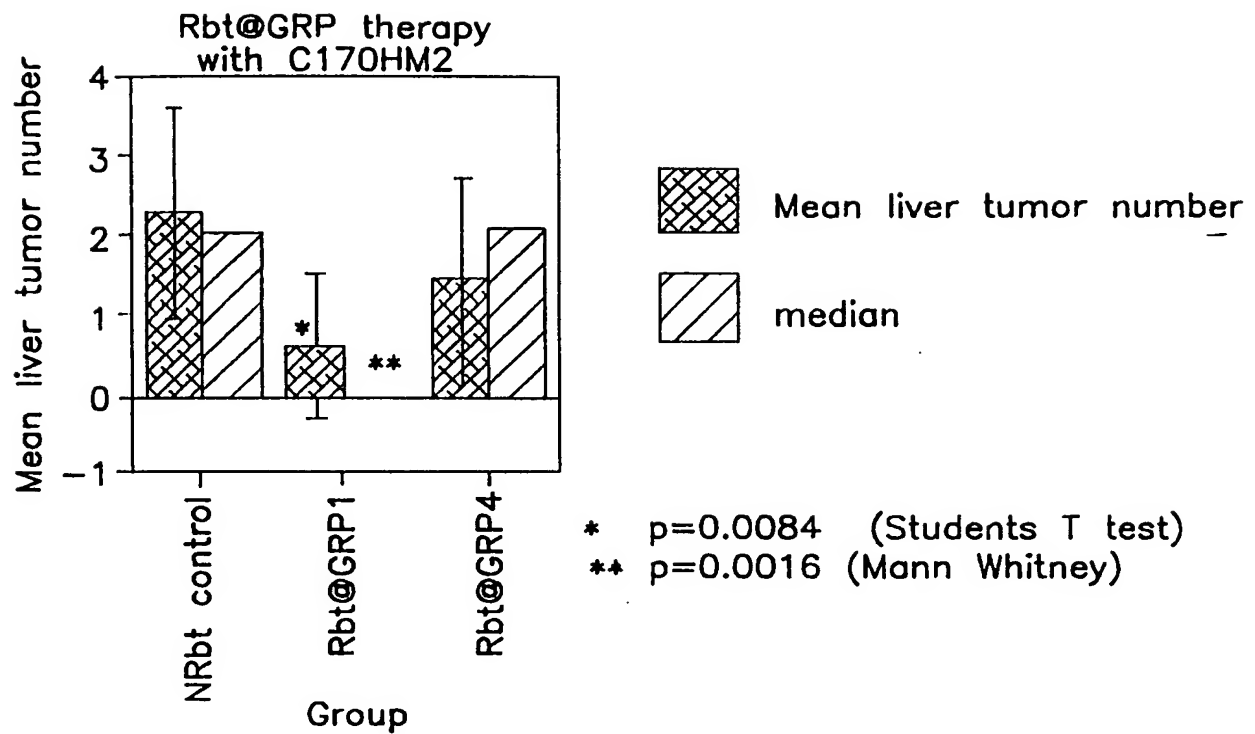 Rbt@GRP therapy
with C170HM2
Mean liver tumor number
4
3
2
1
0
-1
*
**
NRbt control
Rbt@GRP1
Rbt@GRP4
Group
Mean liver tumor number
median
* p=0.0084 (Students T test)
** p=0.0016 (Mann Whitney)